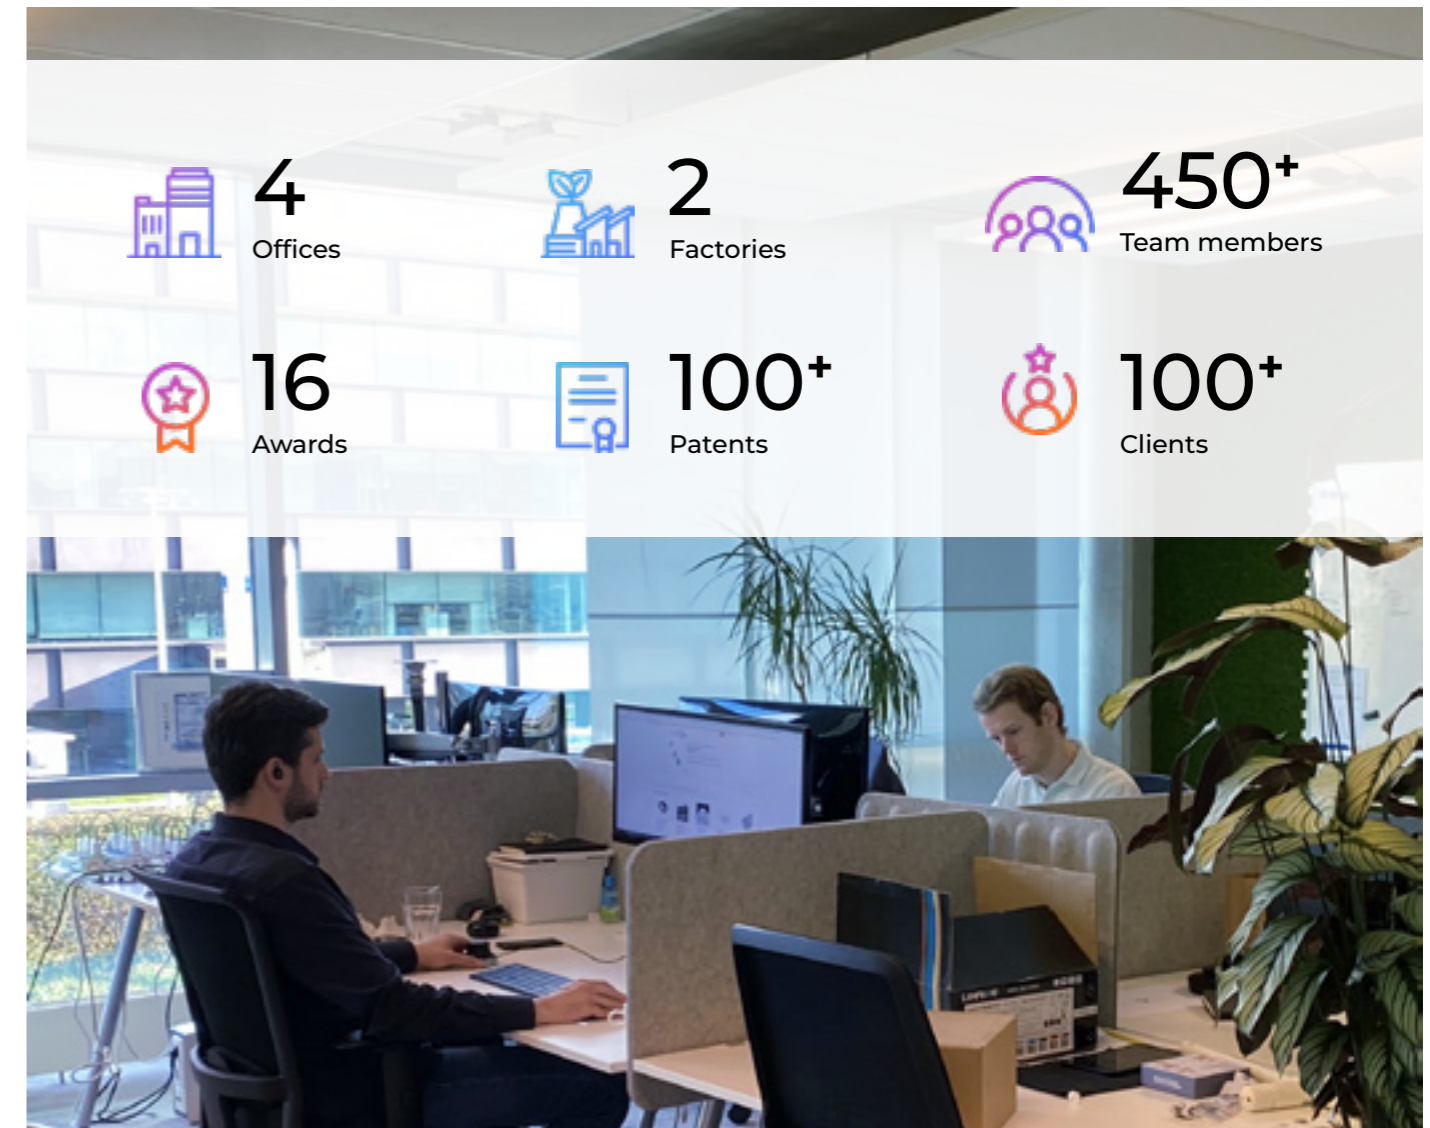 4
Offices
2
Factories
450+
Team members
16
Awards
100+
Patents
100+
Clients